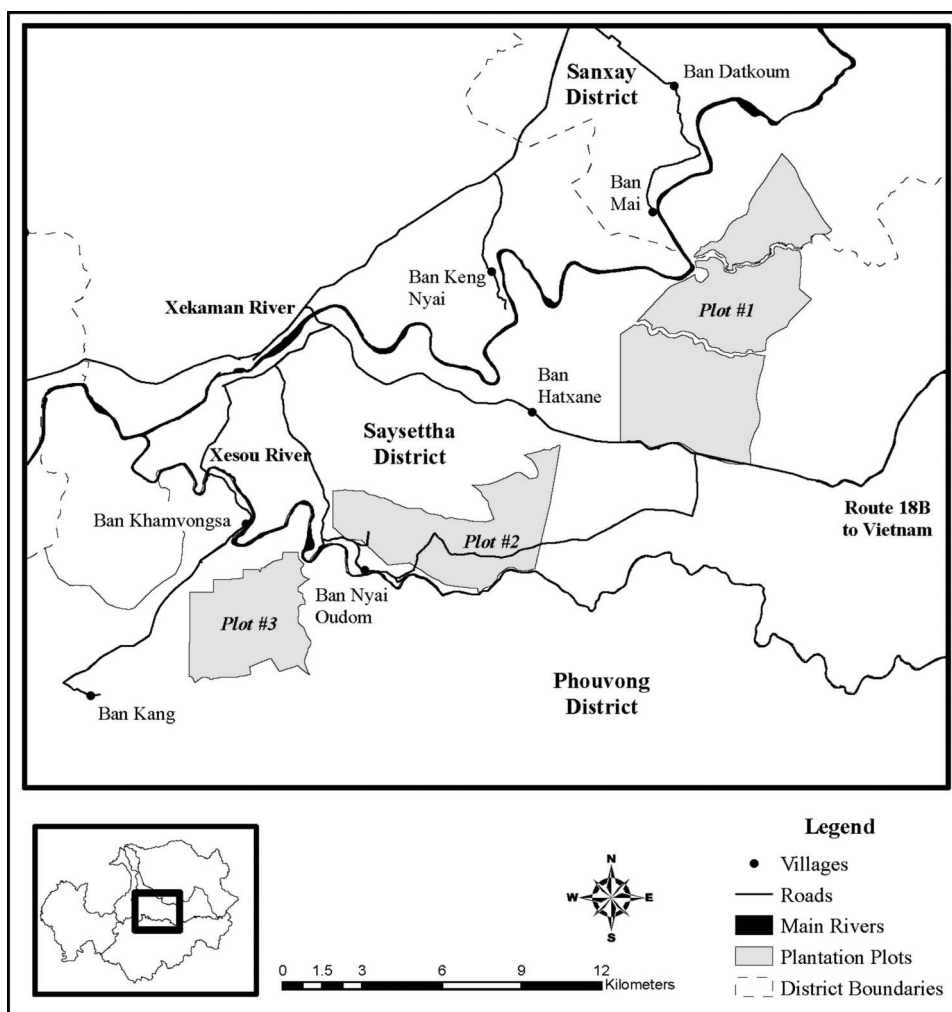 Sanxay
District
Ban Datkoum
Ban
Mai
Ban Keng
Nyai
Xekaman River
Plot #1
Ban
Hatxane
Saysettha
District
Xesou River
Route 18B
to Vietnam
Ban Khamvongsa
Plot #2
Ban Nyai
Oudom
Plot #3
Phouvong
District
Ban Kang
Legend
Villages
Roads
Main Rivers
Plantation Plots
District Boundaries
N
W E
S
0 1.5 3 6 9 12
Kilometers